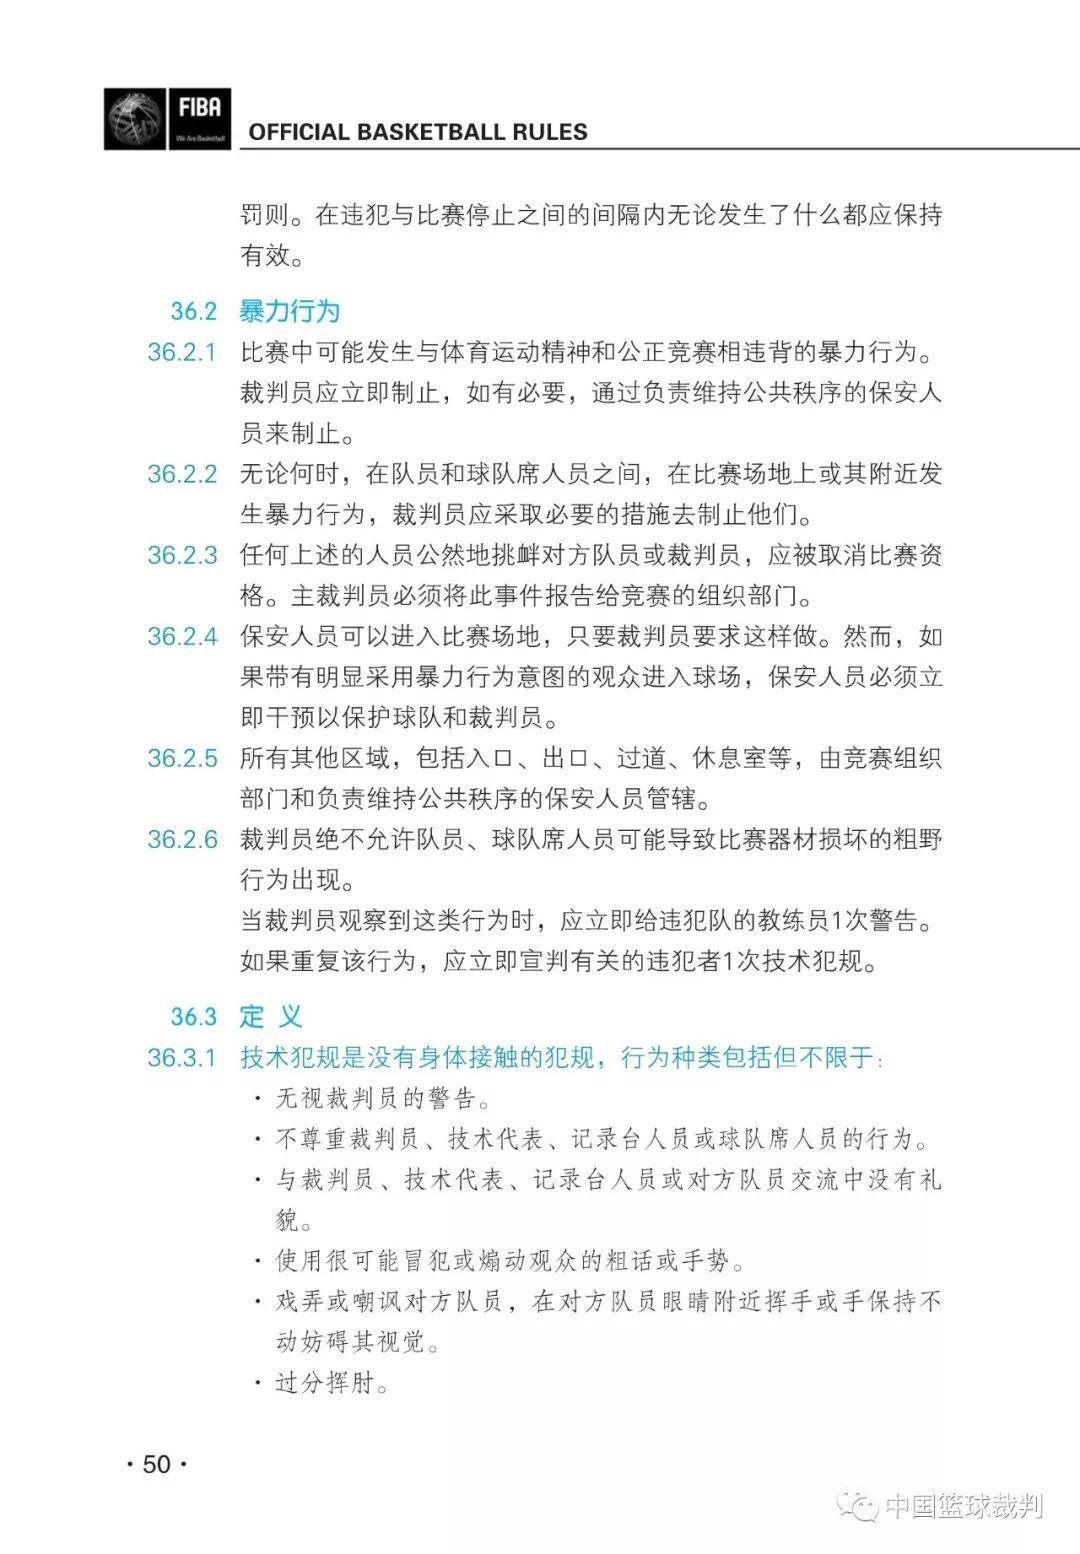 FIBA
We Are Basketball
OFFICIAL BASKETBALL RULES
罚则。在违犯与比赛停止之间的间隔内无论发生了什么都应保持
有效。
36.2 暴力行为
36.2.1 比赛中可能发生与体育运动精神和公正竞赛相违背的暴力行为。
裁判员应立即制止，如有必要，通过负责维持公共秩序的保安人
员来制止。
36.2.2 无论何时，在队员和球队席人员之间，在比赛场地上或其附近发
生暴力行为，裁判员应采取必要的措施去制止他们。
36.2.3 任何上述的人员公然地挑衅对方队员或裁判员，应被取消比赛资
格。主裁判员必须将此事件报告给竞赛的组织部门。
36.2.4 保安人员可以进入比赛场地，只要裁判员要求这样做。然而，如
果带有明显采用暴力行为意图的观众进入球场，保安人员必须立
即干预以保护球队和裁判员。
36.2.5 所有其他区域，包括入口、出口、过道、休息室等，由竞赛组织
部门和负责维持公共秩序的保安人员管辖。
36.2.6 裁判员绝不允许队员、球队席人员可能导致比赛器材损坏的粗野
行为出现。
当裁判员观察到这类行为时，应立即给违犯队的教练员1次警告。
如果重复该行为，应立即宣判有关的违犯者1次技术犯规。
36.3 定 义
36.3.1 技术犯规是没有身体接触的犯规，行为种类包括但不限于：
· 无视裁判员的警告。
· 不尊重裁判员、技术代表、记录台人员或球队席人员的行为。
· 与裁判员、技术代表、记录台人员或对方队员交流中没有礼
貌。
· 使用很可能冒犯或煽动观众的粗话或手势。
· 戏弄或嘲讽对方队员，在对方队员眼睛附近挥手或手保持不
动妨碍其视觉。
· 过分挥肘。
· 50 ·
中国篮球裁判